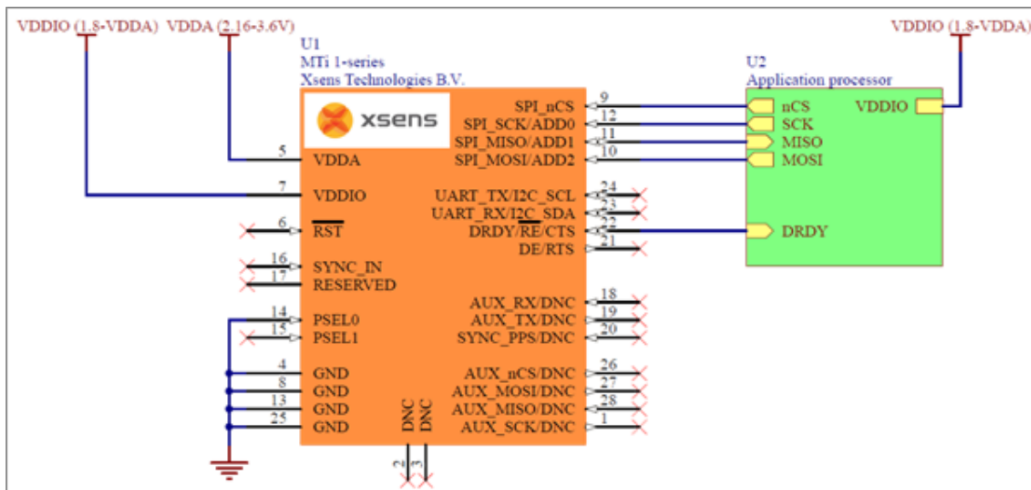 VDDIO (1.8-VDDA) VDDA (2.16-3.6V) VDDIO (1.8-VDDA)
U1
MTi 1-series
Xsens Technologies B.V.
xsens
5 VDDA
7 VDDIO
6 RST
16 SYNC_IN
17 RESERVED
14 PSEL0
15 PSEL1
4 GND
8 GND
13 GND
25 GND
2 DNC
3 DNC
SPI_nCS 9
SPI_SCK/ADD0 12
SPI_MISO/ADD1 11
SPI_MOSI/ADD2 10
UART_TX/I2C_SCL 24
UART_RX/I2C_SDA 23
DRDY/RE/CTS 22
DE/RTS 21
AUX_RX/DNC 18
AUX_TX/DNC 19
SYNC_PPS/DNC 20
AUX_nCS/DNC 26
AUX_MOSI/DNC 27
AUX_MISO/DNC 28
AUX_SCK/DNC 1
U2
Application processor
nCS VDDIO
SCK
MISO
MOSI
DRDY